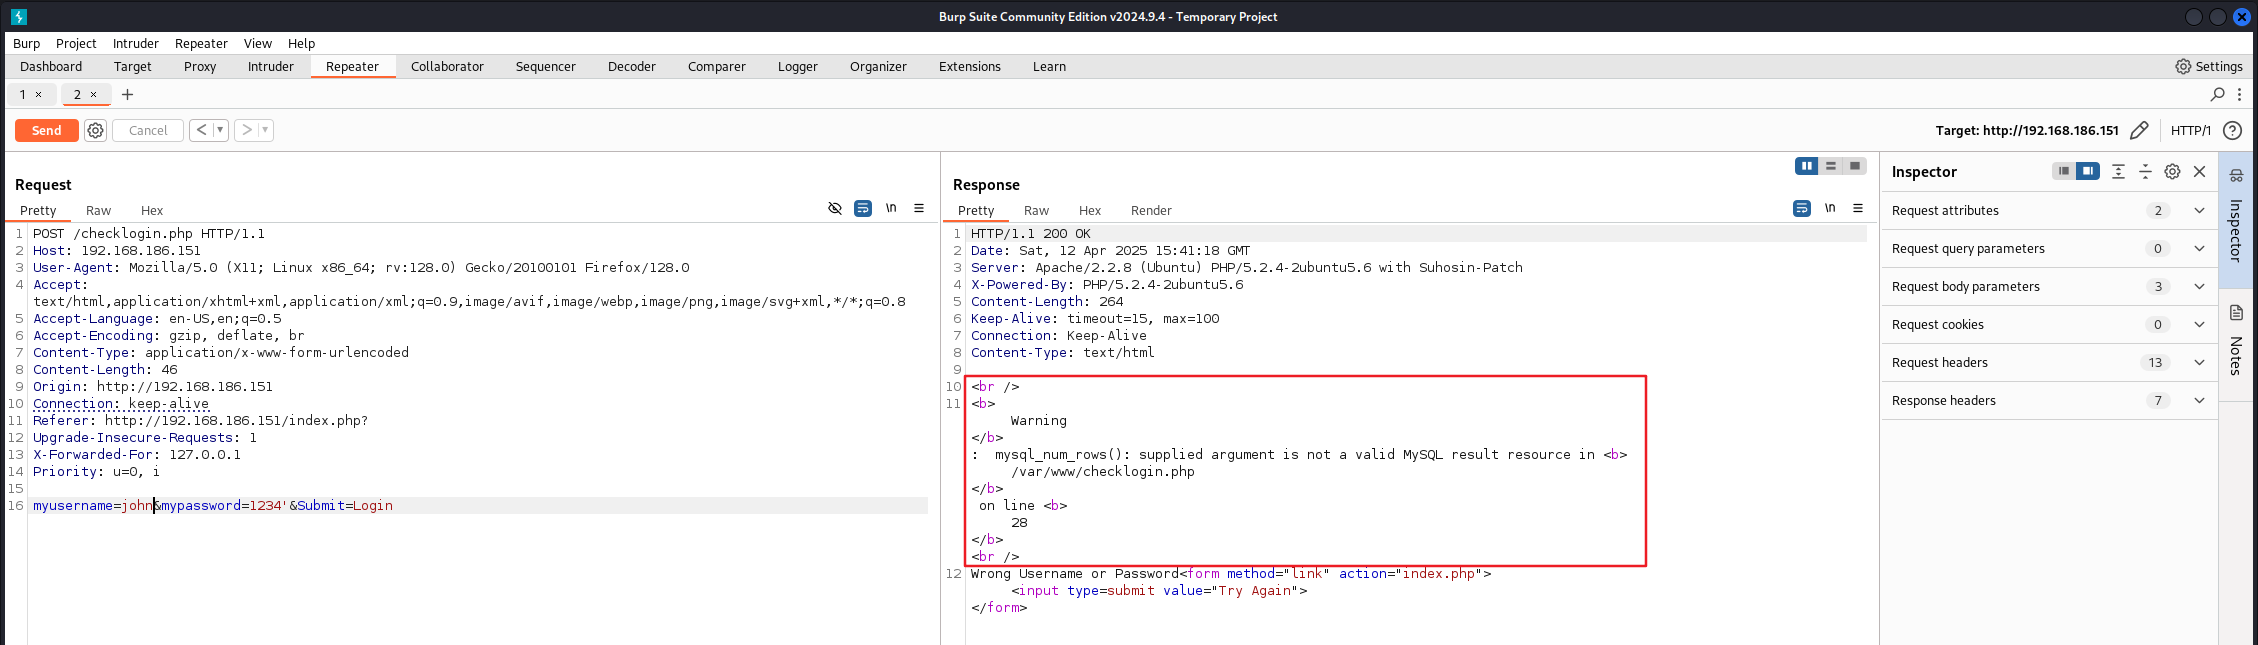 Burp Suite Community Edition v2024.9.4 - Temporary Project
Burp Project Intruder Repeater View Help
Dashboard Target Proxy Intruder Repeater Collaborator Sequencer Decoder Comparer Logger Organizer Extensions Learn Settings
1 × 2 × +
Send Cancel < > Target: http://192.168.186.151 HTTP/1 ?
Request
Pretty Raw Hex \n
1 POST /checklogin.php HTTP/1.1
2 Host: 192.168.186.151
3 User-Agent: Mozilla/5.0 (X11; Linux x86_64; rv:128.0) Gecko/20100101 Firefox/128.0
4 Accept:
text/html,application/xhtml+xml,application/xml;q=0.9,image/avif,image/webp,image/png,image/svg+xml,*/*;q=0.8
5 Accept-Language: en-US,en;q=0.5
6 Accept-Encoding: gzip, deflate, br
7 Content-Type: application/x-www-form-urlencoded
8 Content-Length: 46
9 Origin: http://192.168.186.151
10 Connection: keep-alive
11 Referer: http://192.168.186.151/index.php?
12 Upgrade-Insecure-Requests: 1
13 X-Forwarded-For: 127.0.0.1
14 Priority: u=0, i
15
16 myusername=john&mypassword=1234'&Submit=Login
Response
Pretty Raw Hex Render \n
1 HTTP/1.1 200 OK
2 Date: Sat, 12 Apr 2025 15:41:18 GMT
3 Server: Apache/2.2.8 (Ubuntu) PHP/5.2.4-2ubuntu5.6 with Suhosin-Patch
4 X-Powered-By: PHP/5.2.4-2ubuntu5.6
5 Content-Length: 264
6 Keep-Alive: timeout=15, max=100
7 Connection: Keep-Alive
8 Content-Type: text/html
9
10 <br />
11 <b>
Warning
</b>
: mysql_num_rows(): supplied argument is not a valid MySQL result resource in <b>
/var/www/checklogin.php
</b>
on line <b>
28
</b>
<br />
12 Wrong Username or Password<form method="link" action="index.php">
<input type=submit value="Try Again">
</form>
Inspector
Request attributes 2
Request query parameters 0
Request body parameters 3
Request cookies 0
Request headers 13
Response headers 7
Inspector
Notes